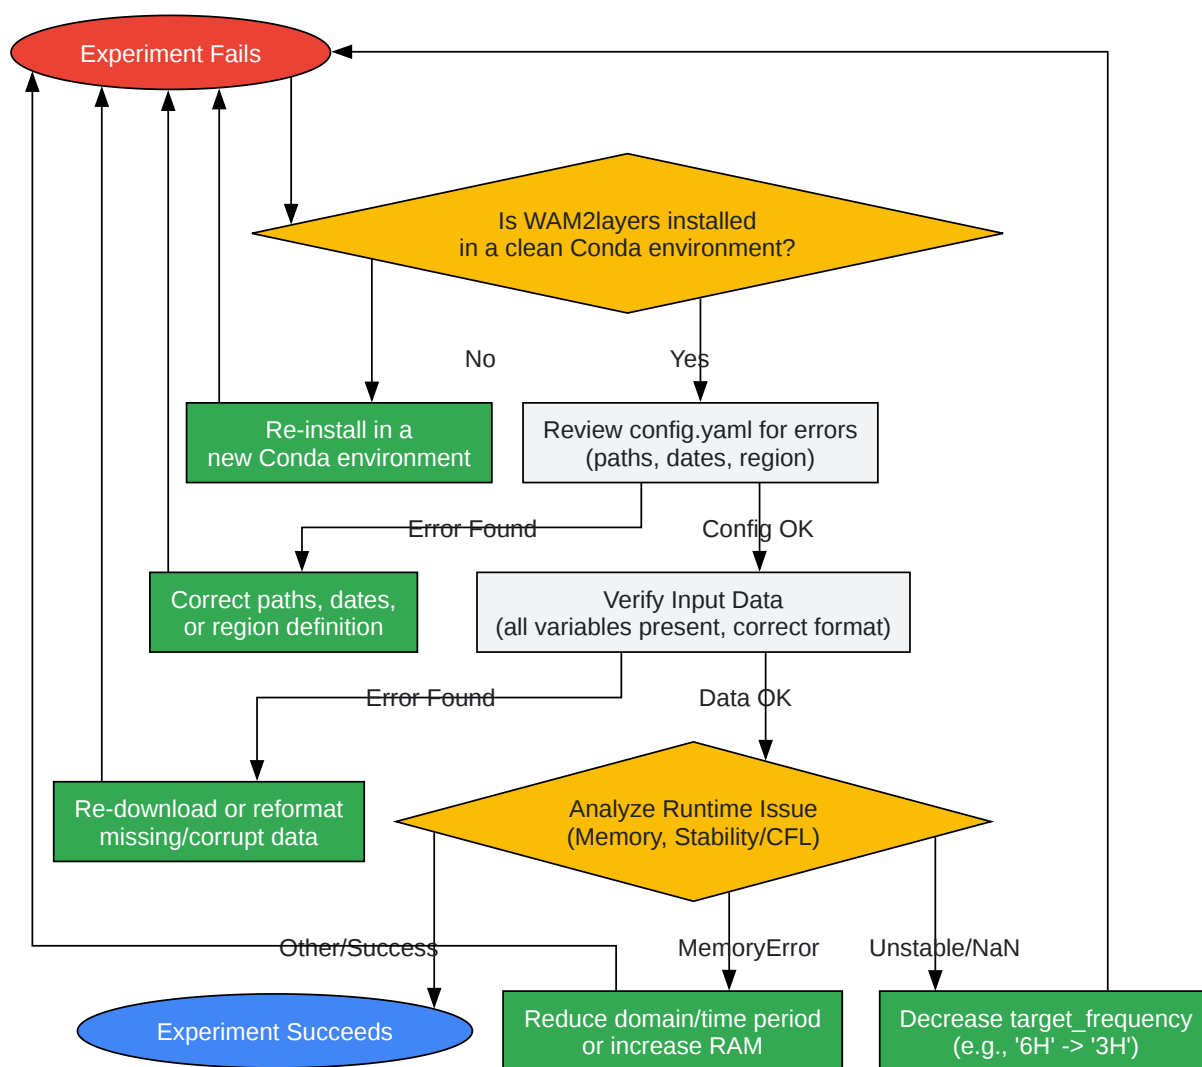 Experiment Fails
Is WAM2layers installed
in a clean Conda environment?
No
Yes
Re-install in a
new Conda environment
Review config.yaml for errors
(paths, dates, region)
Error Found
Config OK
Correct paths, dates,
or region definition
Verify Input Data
(all variables present, correct format)
Error Found
Data OK
Re-download or reformat
missing/corrupt data
Analyze Runtime Issue
(Memory, Stability/CFL)
Other/Success
MemoryError
Unstable/NaN
Experiment Succeeds
Reduce domain/time period
or increase RAM
Decrease target_frequency
(e.g., '6H' -> '3H')